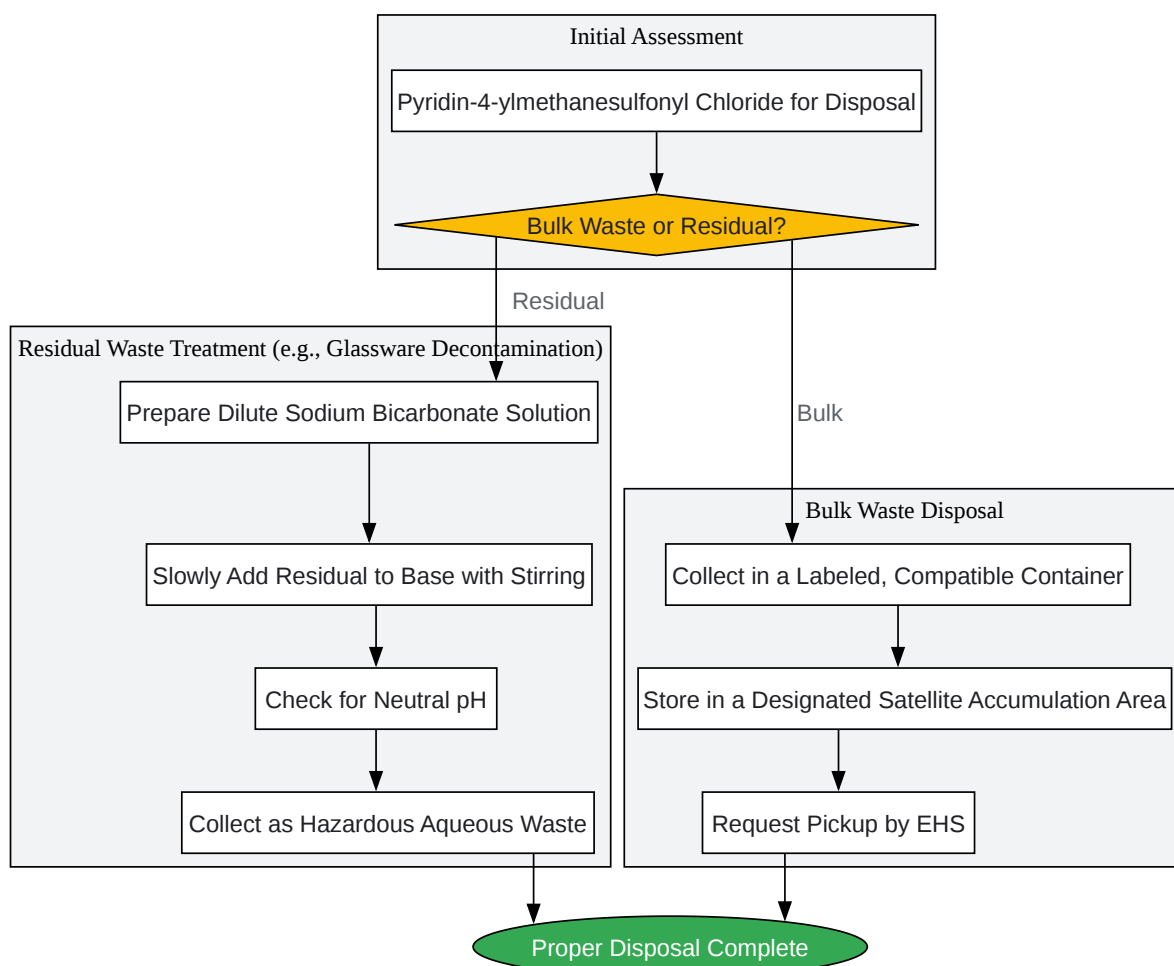 Initial Assessment
Pyridin-4-ylmethanesulfonyl Chloride for Disposal
Bulk Waste or Residual?
Residual
Bulk
Residual Waste Treatment (e.g., Glassware Decontamination)
Prepare Dilute Sodium Bicarbonate Solution
Slowly Add Residual to Base with Stirring
Check for Neutral pH
Collect as Hazardous Aqueous Waste
Bulk Waste Disposal
Collect in a Labeled, Compatible Container
Store in a Designated Satellite Accumulation Area
Request Pickup by EHS
Proper Disposal Complete